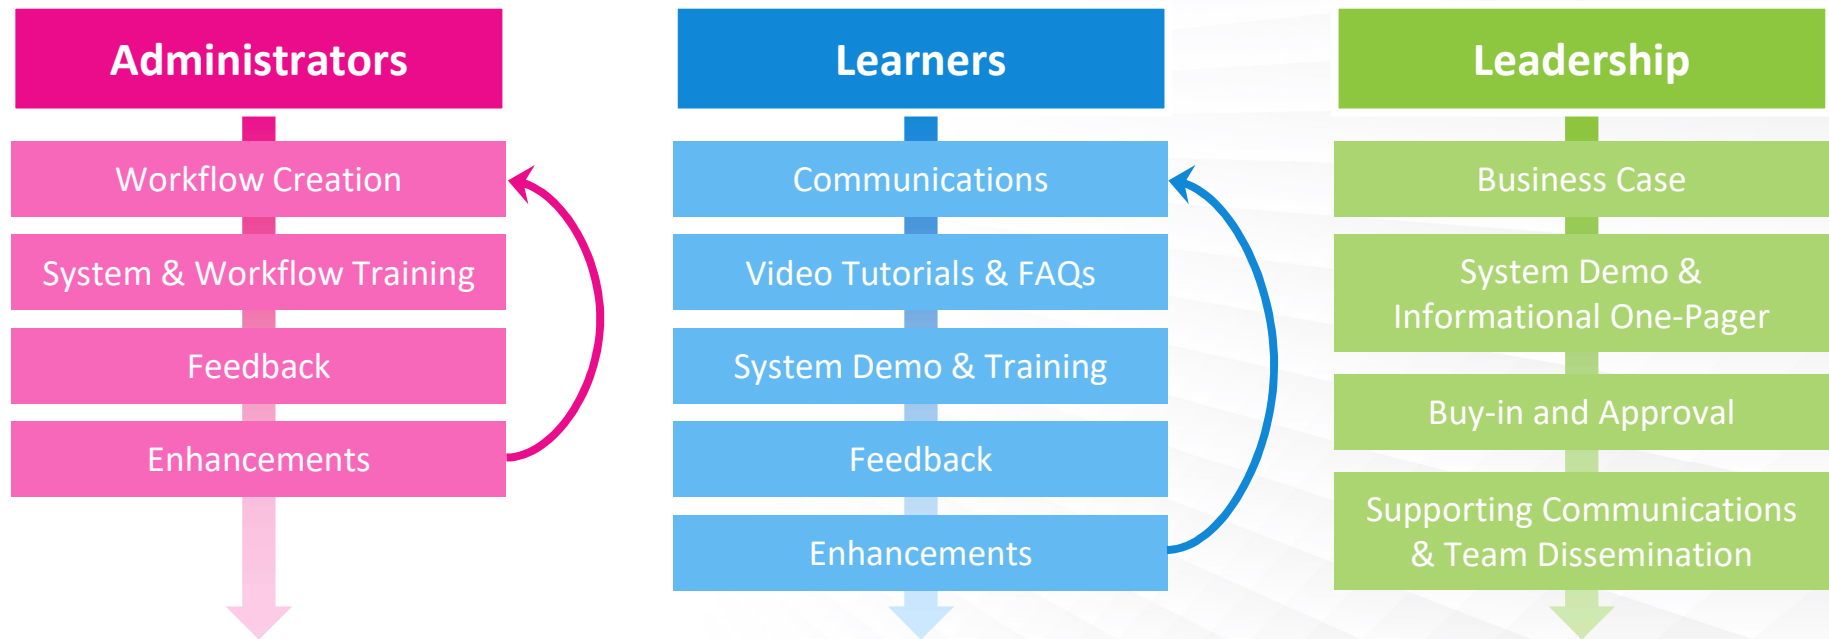 Administrators
Workflow Creation
System & Workflow Training
Feedback
Enhancements
Learners
Communications
Video Tutorials & FAQs
System Demo & Training
Feedback
Enhancements
Leadership
Business Case
System Demo &
Informational One-Pager
Buy-in and Approval
Supporting Communications
& Team Dissemination